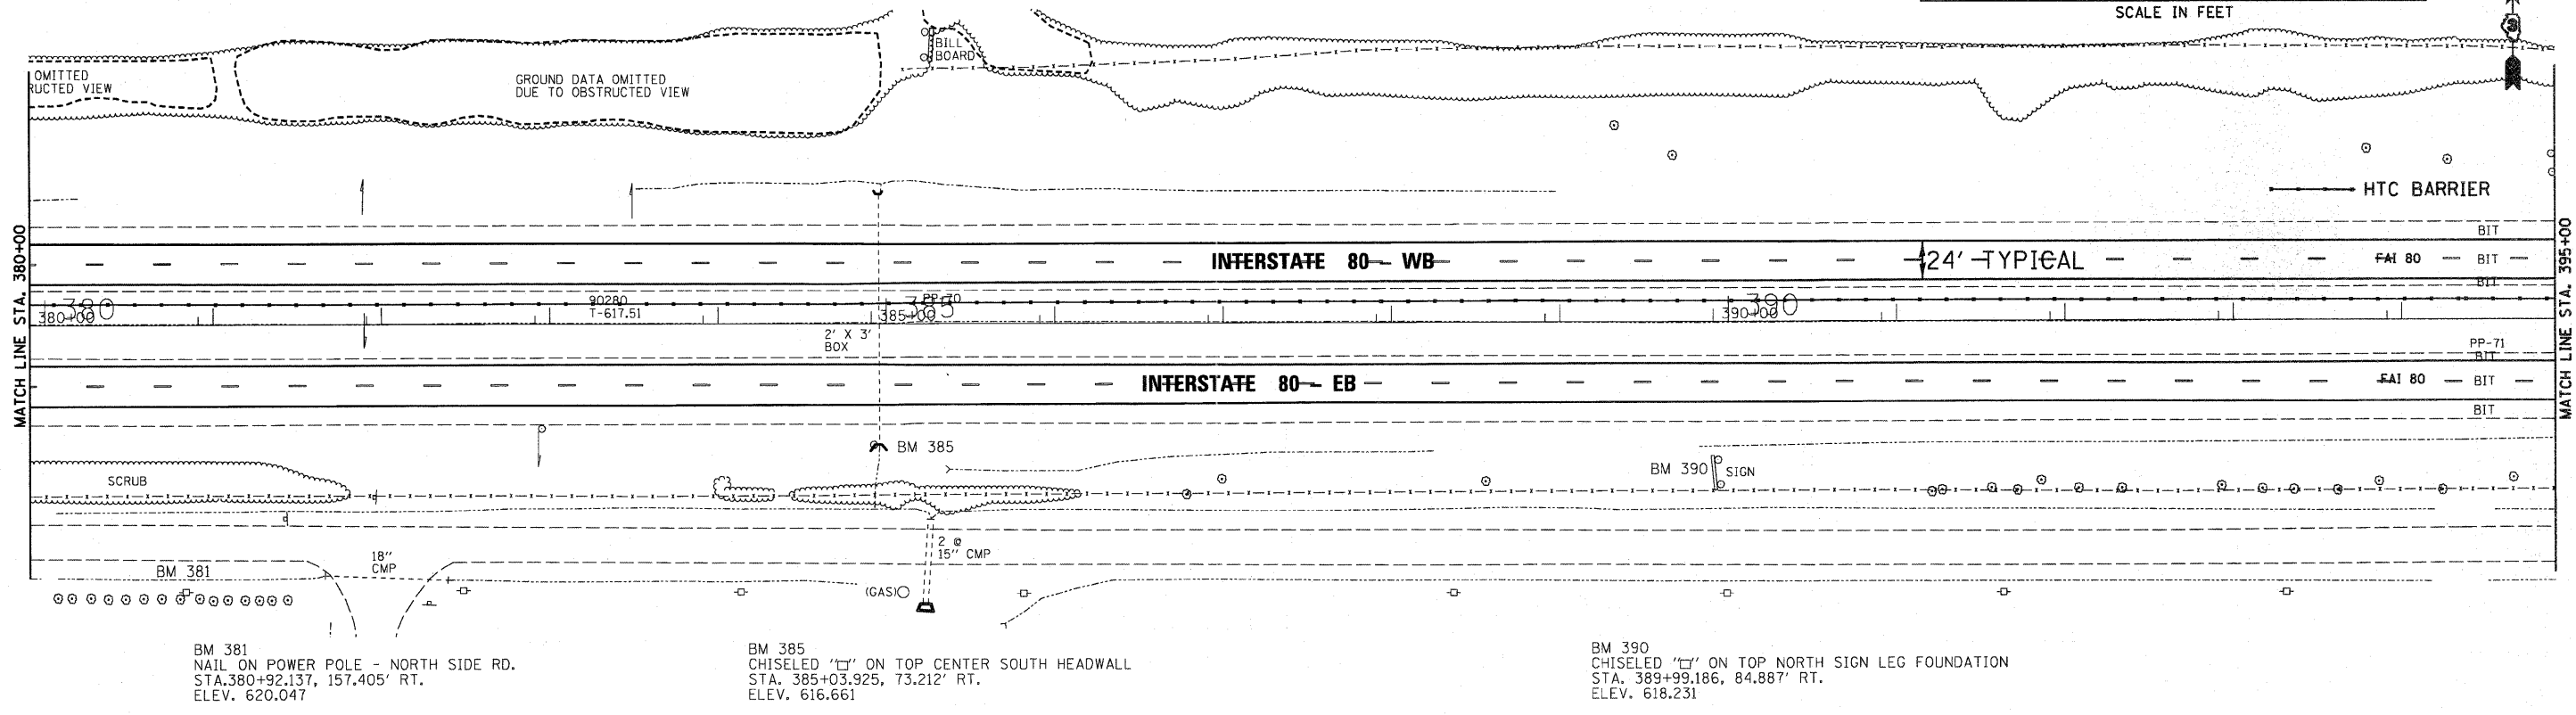 SCALE IN FEET
BILL
BOARD
OMITTED
RUCTED VIEW
GROUND DATA OMITTED
DUE TO OBSTRUCTED VIEW
HTC BARRIER
MATCH LINE STA. 380+00
MATCH LINE STA. 395+00
BIT
INTERSTATE 80 - WB
24' TYPICAL
FAI 80
BIT
BIT
380
380+00
90280
T-617.51
PP-70
385
385+00
390
390+00
2' X 3'
BOX
PP-71
BIT
INTERSTATE 80 - EB
FAI 80
BIT
BIT
BM 385
BM 390
SIGN
SCRUB
2 @
15" CMP
18"
CMP
BM 381
(GAS)
BM 381
NAIL ON POWER POLE - NORTH SIDE RD.
STA.380+92.137, 157.405' RT.
ELEV. 620.047
BM 385
CHISELED "□" ON TOP CENTER SOUTH HEADWALL
STA. 385+03.925, 73.212' RT.
ELEV. 616.661
BM 390
CHISELED "□" ON TOP NORTH SIGN LEG FOUNDATION
STA. 389+99.186, 84.887' RT.
ELEV. 618.231